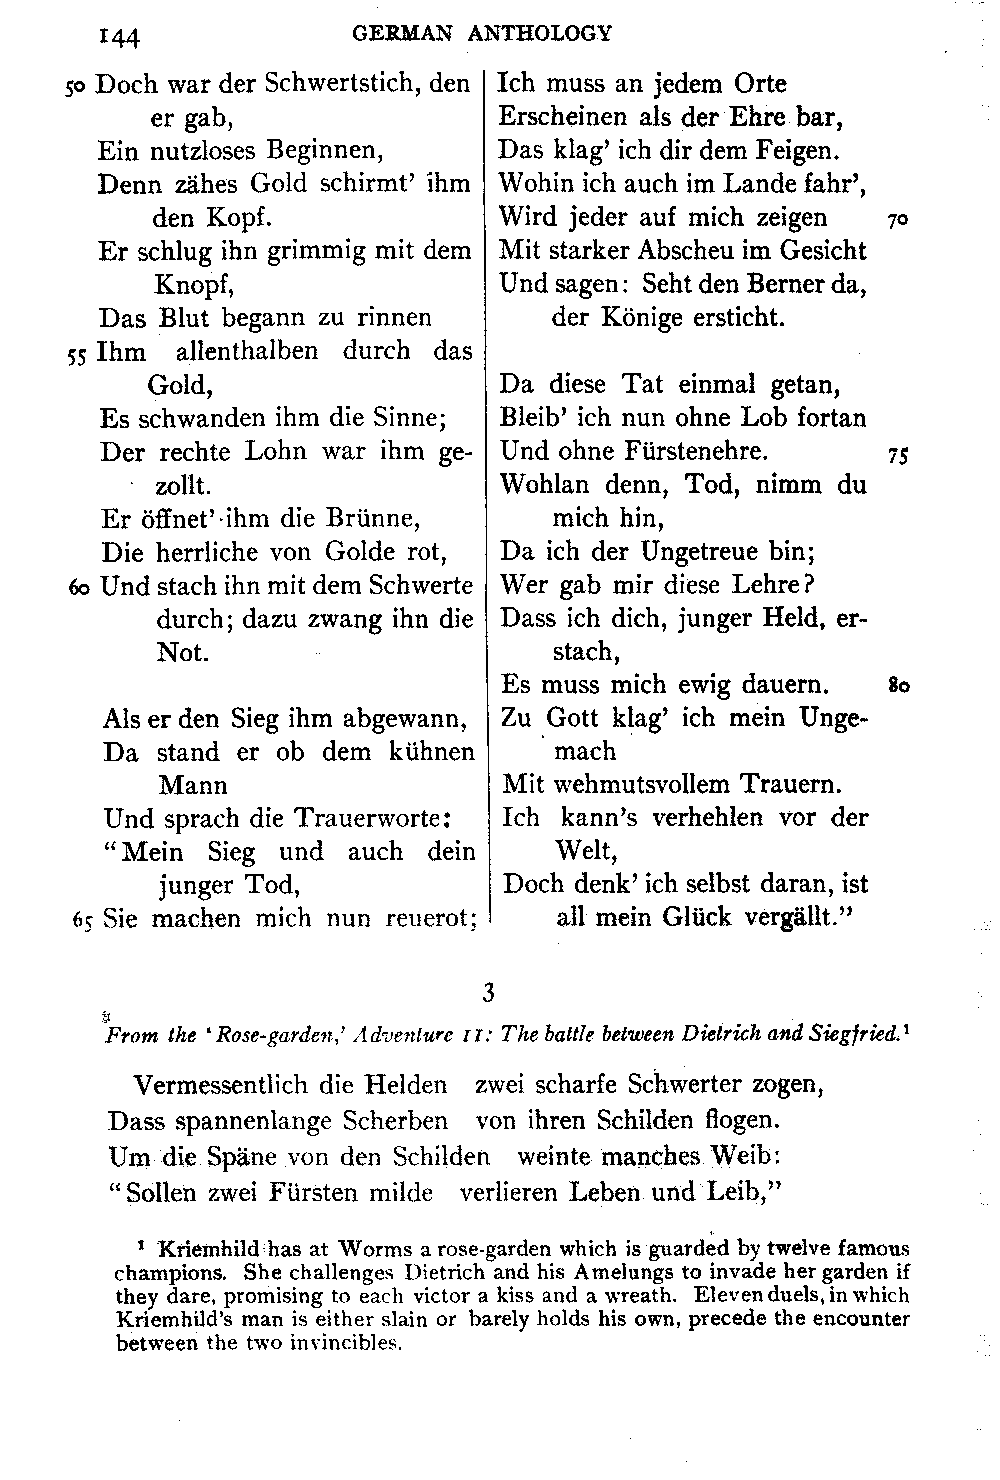 144 GERMAN ANTHOLOGY
50 Doch war der Schwertstich, den
er gab,
Ein nutzloses Beginnen,
Denn zähes Gold schirmt' ihm
den Kopf.
Er schlug ihn grimmig mit dem
Knopf,
Das Blut begann zu rinnen
55 Ihm allenthalben durch das
Gold,
Es schwanden ihm die Sinne;
Der rechte Lohn war ihm ge-
zollt.
Er öffnet' ihm die Brünne,
Die herrliche von Golde rot,
60 Und stach ihn mit dem Schwerte
durch; dazu zwang ihn die
Not.
Als er den Sieg ihm abgewann,
Da stand er ob dem kühnen
Mann
Und sprach die Trauerworte:
“Mein Sieg und auch dein
junger Tod,
65 Sie machen mich nun reuerot;
Ich muss an jedem Orte
Erscheinen als der Ehre bar,
Das klag' ich dir dem Feigen.
Wohin ich auch im Lande fahr',
Wird jeder auf mich zeigen 70
Mit starker Abscheu im Gesicht
Und sagen: Seht den Berner da,
der Könige ersticht.
Da diese Tat einmal getan,
Bleib' ich nun ohne Lob fortan
Und ohne Fürstenehre. 75
Wohlan denn, Tod, nimm du
mich hin,
Da ich der Ungetreue bin;
Wer gab mir diese Lehre?
Dass ich dich, junger Held, er-
stach,
Es muss mich ewig dauern. 80
Zu Gott klag' ich mein Unge-
mach
Mit wehmutsvollem Trauern.
Ich kann's verhehlen vor der
Welt,
Doch denk' ich selbst daran, ist
all mein Glück vergällt.”
3
From the ‘Rose-garden,’ Adventure 11: The battle between Dietrich and Siegfried.¹
Vermessentlich die Helden zwei scharfe Schwerter zogen,
Dass spannenlange Scherben von ihren Schilden flogen.
Um die Späne von den Schilden weinte manches Weib:
“Sollen zwei Fürsten milde verlieren Leben und Leib,”
¹ Kriemhild has at Worms a rose-garden which is guarded by twelve famous
champions. She challenges Dietrich and his Amelungs to invade her garden if
they dare, promising to each victor a kiss and a wreath. Eleven duels, in which
Kriemhild's man is either slain or barely holds his own, precede the encounter
between the two invincibles.